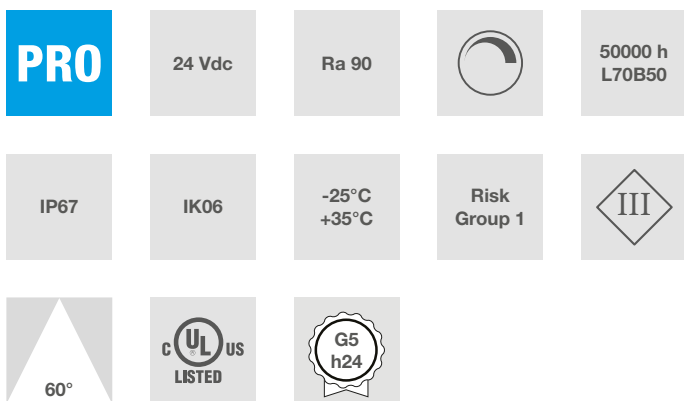 PRO
24 Vdc
Ra 90
50000 h
L70B50
IP67
IK06
-25°C
+35°C
Risk
Group 1
III
60°
C UL US
®
LISTED
G5
h24